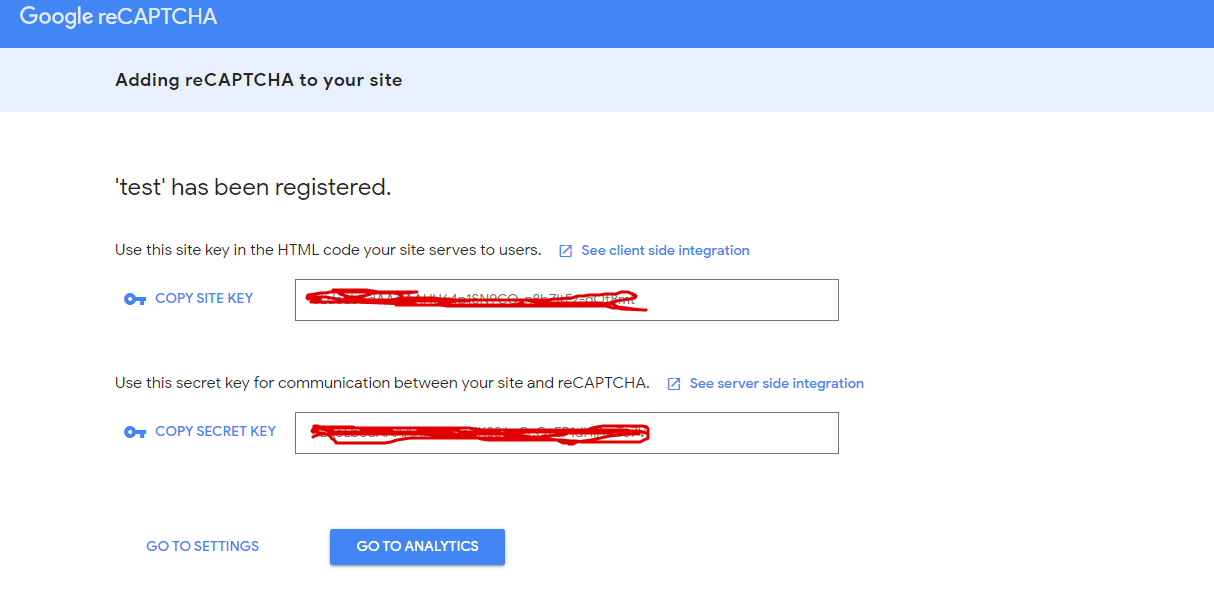 Google reCAPTCHA
Adding reCAPTCHA to your site
'test' has been registered.
Use this site key in the HTML code your site serves to users. See client side integration
COPY SITE KEY
Use this secret key for communication between your site and reCAPTCHA. See server side integration
COPY SECRET KEY
GO TO SETTINGS GO TO ANALYTICS